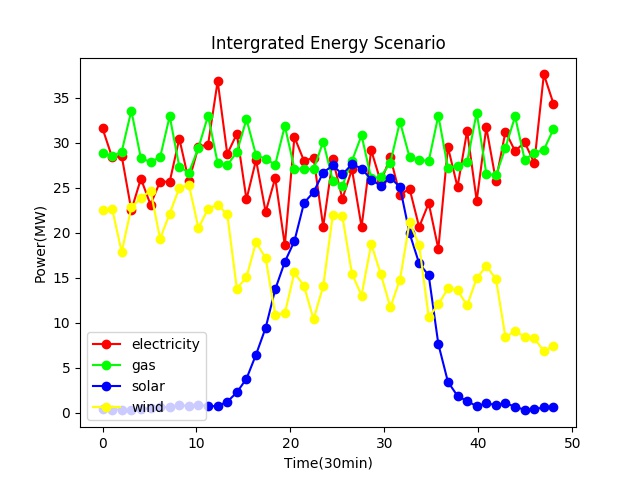 Intergrated Energy Scenario
Power(MW)
35
30
25
20
15
10
5
0
electricity
gas
solar
wind
0 10 20 30 40 50
Time(30min)